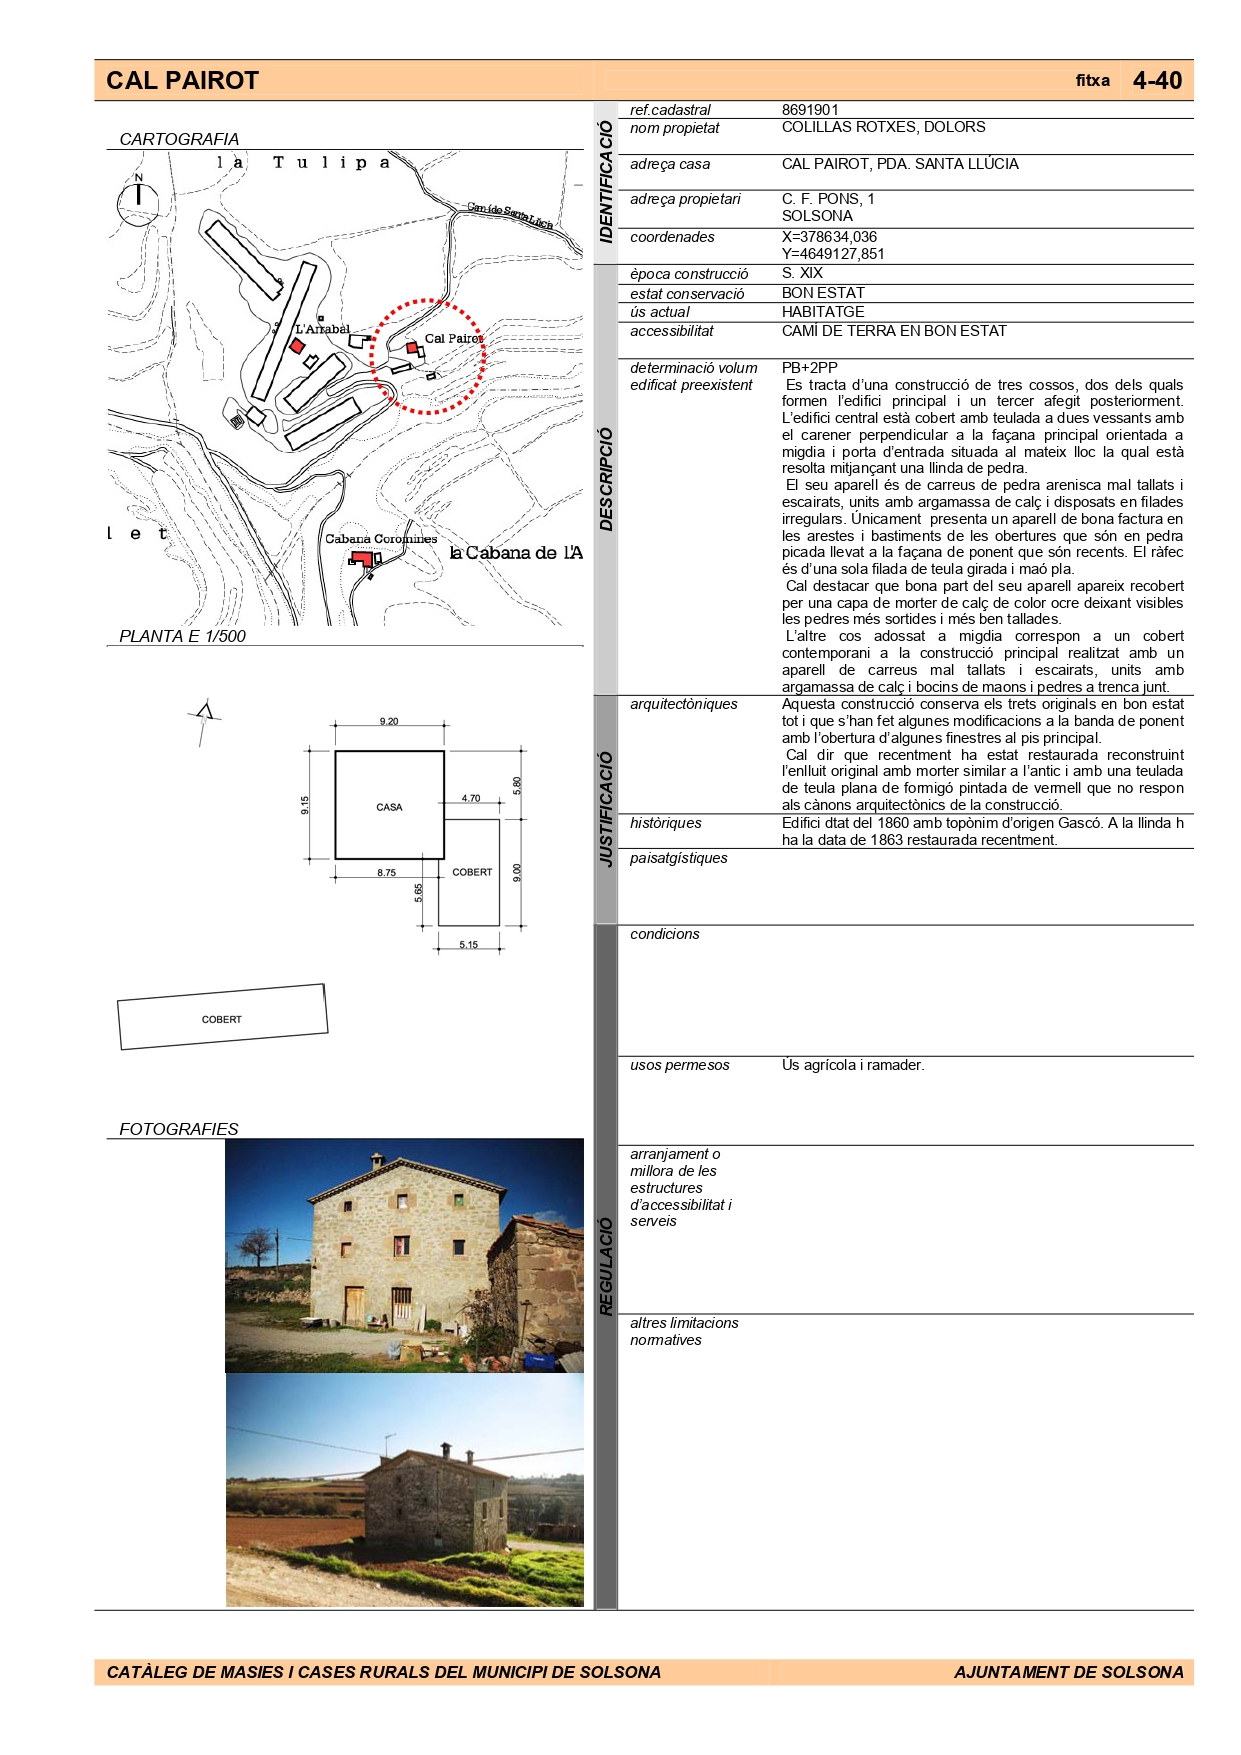 CAL PAIROT
fitxa 4-40
CARTOGRAFIA
la Tulipa
N
Camí de Santa Llúcia
L'Arrabal
Cal Pairot
let
Cabana Coromines
la Cabana de l'A
PLANTA E 1/500
9.20
9.15
CASA
5.80
4.70
8.75
5.65
COBERT
9.00
5.15
COBERT
FOTOGRAFIES
IDENTIFICACIÓ
ref.cadastral 8691901
nom propietat COLILLAS ROTXES, DOLORS
adreça casa CAL PAIROT, PDA. SANTA LLÚCIA
adreça propietari C. F. PONS, 1
SOLSONA
coordenades X=378634,036
Y=4649127,851
DESCRIPCIÓ
època construcció S. XIX
estat conservació BON ESTAT
ús actual HABITATGE
accessibilitat CAMÍ DE TERRA EN BON ESTAT
determinació volum PB+2PP
edificat preexistent Es tracta d'una construcció de tres cossos, dos dels quals
formen l'edifici principal i un tercer afegit posteriorment.
L'edifici central està cobert amb teulada a dues vessants amb
el carener perpendicular a la façana principal orientada a
migdia i porta d'entrada situada al mateix lloc la qual està
resolta mitjançant una llinda de pedra.
El seu aparell és de carreus de pedra arenisca mal tallats i
escairats, units amb argamassa de calç i disposats en filades
irregulars. Únicament presenta un aparell de bona factura en
les arestes i bastiments de les obertures que són en pedra
picada llevat a la façana de ponent que són recents. El ràfec
és d'una sola filada de teula girada i maó pla.
Cal destacar que bona part del seu aparell apareix recobert
per una capa de morter de calç de color ocre deixant visibles
les pedres més sortides i més ben tallades.
L'altre cos adossat a migdia correspon a un cobert
contemporani a la construcció principal realitzat amb un
aparell de carreus mal tallats i escairats, units amb
argamassa de calç i bocins de maons i pedres a trenca junt.
JUSTIFICACIÓ
arquitectòniques Aquesta construcció conserva els trets originals en bon estat
tot i que s'han fet algunes modificacions a la banda de ponent
amb l'obertura d'algunes finestres al pis principal.
Cal dir que recentment ha estat restaurada reconstruint
l'enlluit original amb morter similar a l'antic i amb una teulada
de teula plana de formigó pintada de vermell que no respon
als cànons arquitectònics de la construcció.
històriques Edifici dtat del 1860 amb topònim d'origen Gascó. A la llinda h
ha la data de 1863 restaurada recentment.
paisatgístiques
REGULACIÓ
condicions
usos permesos Ús agrícola i ramader.
arranjament o
millora de les
estructures
d'accessibilitat i
serveis
altres limitacions
normatives
CATÀLEG DE MASIES I CASES RURALS DEL MUNICIPI DE SOLSONA
AJUNTAMENT DE SOLSONA